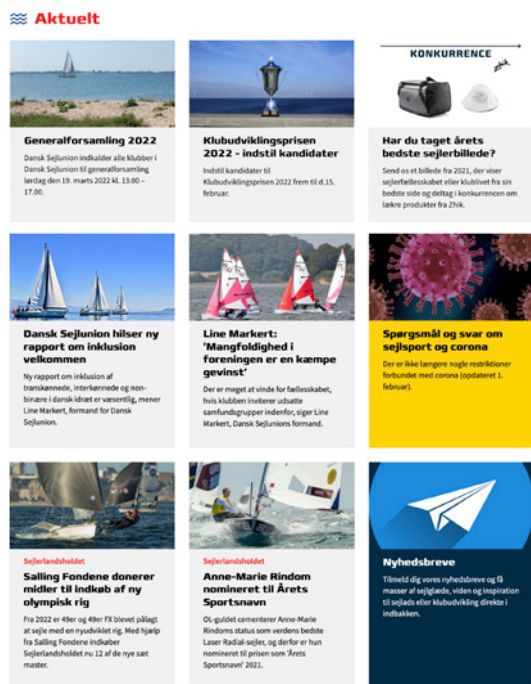 Aktuelt
Generalforsamling 2022
Dansk Sejlunion indkalder alle klubber i
Dansk Sejlunion til generalforsamling
lørdag den 19. marts 2022 kl. 13.00 –
17.00.
Klubudviklingsprisen
2022 - indstil kandidater
Indstil kandidater til
Klubudviklingsprisen 2022 frem til d.15.
februar.
KONKURRENCE
Zhik
Har du taget årets
bedste sejlerbillede?
Send os et billede fra 2021, der viser
sejlerfællesskabet eller klublivet fra sin
bedste side og deltag i konkurrencen om
lækre produkter fra Zhik.
Dansk Sejlunion hilser ny
rapport om inklusion
velkommen
Ny rapport om inklusion af
transkønnede, interkønnede og non-
binære i dansk idræt er væsentlig, mener
Line Markert, formand for Dansk
Sejlunion.
Line Markert:
'Mangfoldighed i
foreningen er en kæmpe
gevinst'
Der er meget at vinde for fællesskabet,
hvis klubben inviterer udsatte
samfundsgrupper indenfor, siger Line
Markert, Dansk Sejlunions formand.
Spørgsmål og svar om
sejlsport og corona
Der er ikke længere nogle restriktioner
forbundet med corona (opdateret 1.
februar).
Sejlerlandsholdet
Salling Fondene donerer
midler til indkøb af ny
olympisk rig
Fra 2022 er 49er og 49er FX blevet pålagt
at sejle med en nyudviklet rig. Med hjælp
fra Salling Fondene indkøber
Sejlerlandsholdet nu 12 af de nye sæt
master.
Sejlerlandsholdet
Anne-Marie Rindom
nomineret til Årets
Sportsnavn
OL-guldet cementerer Anne-Marie
Rindoms status som verdens bedste
Laser Radial-sejler, og derfor er hun
nomineret til prisen som 'Årets
Sportsnavn' 2021.
Nyhedsbreve
Tilmeld dig vores nyhedsbreve og få
masser af sejlglæde, viden og inspiration
til sejlads eller klubudvikling direkte i
indbakken.